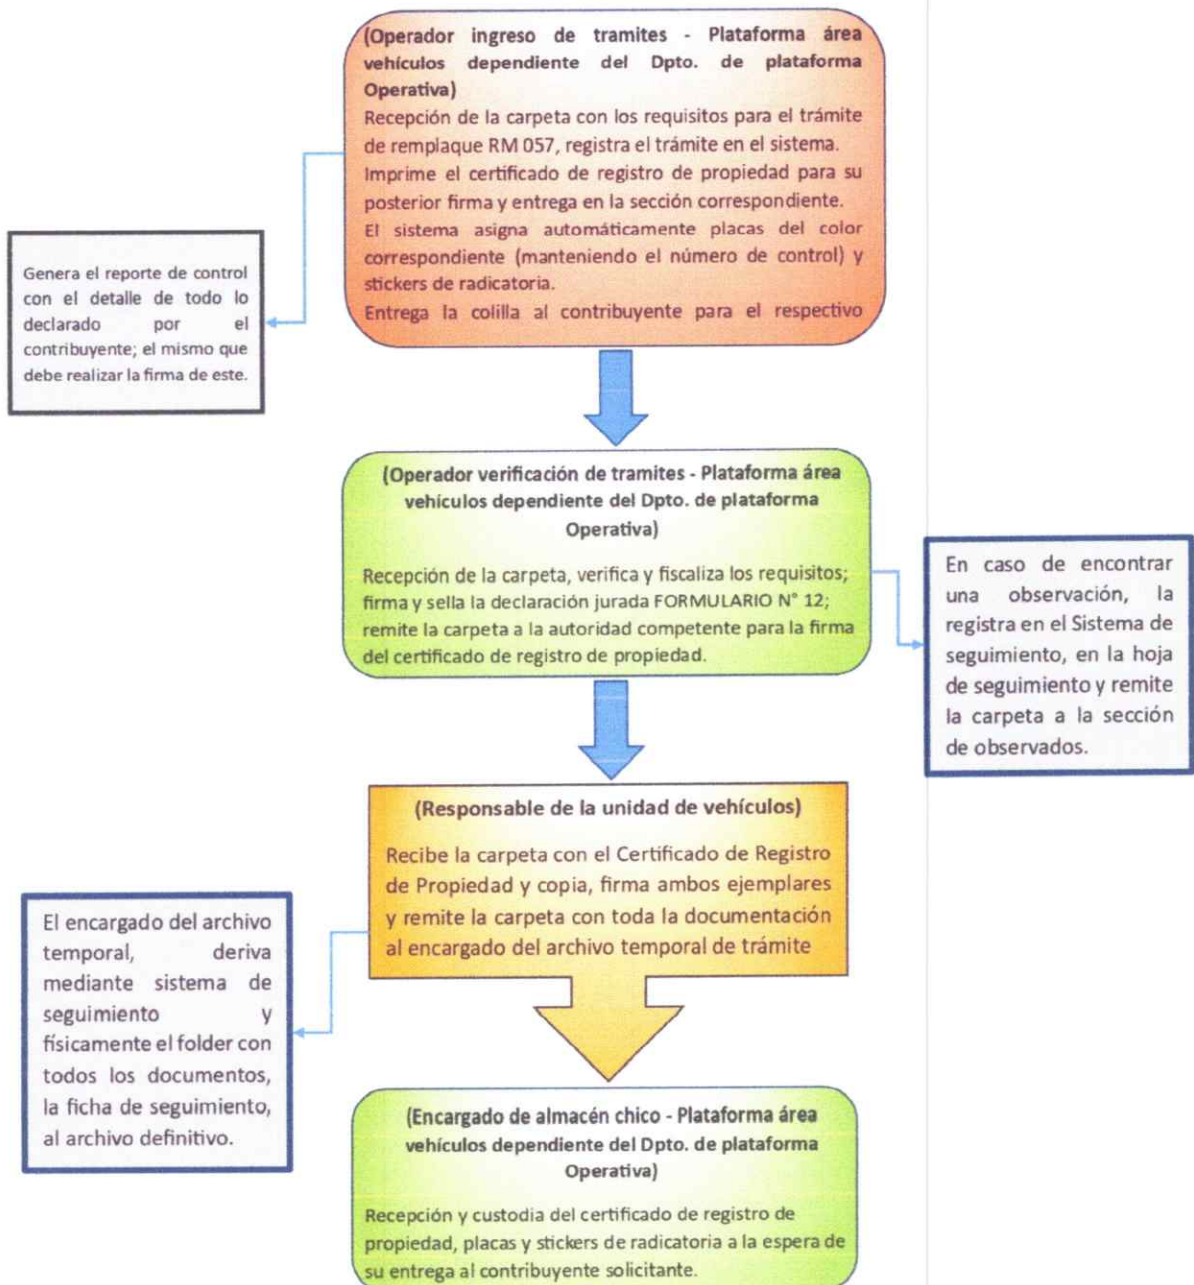 (Operador ingreso de tramites - Plataforma área
vehículos dependiente del Dpto. de plataforma
Operativa)
Recepción de la carpeta con los requisitos para el trámite
de remplaque RM 057, registra el trámite en el sistema.
Imprime el certificado de registro de propiedad para su
posterior firma y entrega en la sección correspondiente.
El sistema asigna automáticamente placas del color
correspondiente (manteniendo el número de control) y
stickers de radicatoria.
Entrega la colilla al contribuyente para el respectivo
Genera el reporte de control
con el detalle de todo lo
declarado por el
contribuyente; el mismo que
debe realizar la firma de este.
(Operador verificación de tramites - Plataforma área
vehículos dependiente del Dpto. de plataforma
Operativa)
Recepción de la carpeta, verifica y fiscaliza los requisitos;
firma y sella la declaración jurada FORMULARIO N° 12;
remite la carpeta a la autoridad competente para la firma
del certificado de registro de propiedad.
En caso de encontrar
una observación, la
registra en el Sistema de
seguimiento, en la hoja
de seguimiento y remite
la carpeta a la sección
de observados.
(Responsable de la unidad de vehículos)
Recibe la carpeta con el Certificado de Registro
de Propiedad y copia, firma ambos ejemplares
y remite la carpeta con toda la documentación
al encargado del archivo temporal de trámite
El encargado del archivo
temporal, deriva
mediante sistema de
seguimiento y
físicamente el folder con
todos los documentos,
la ficha de seguimiento,
al archivo definitivo.
(Encargado de almacén chico - Plataforma área
vehículos dependiente del Dpto. de plataforma
Operativa)
Recepción y custodia del certificado de registro de
propiedad, placas y stickers de radicatoria a la espera de
su entrega al contribuyente solicitante.